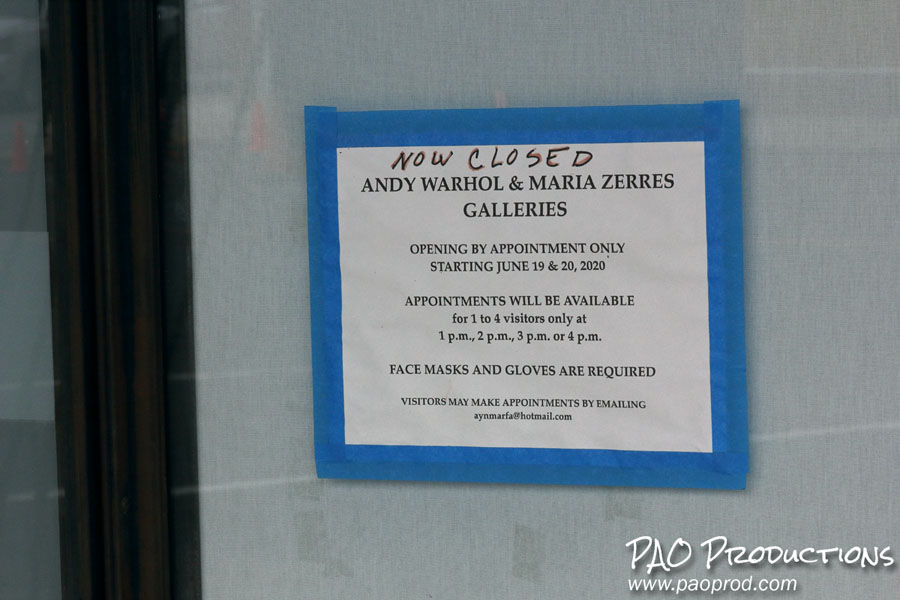 NOW CLOSED
ANDY WARHOL & MARIA ZERRES
GALLERIES
OPENING BY APPOINTMENT ONLY
STARTING JUNE 19 & 20, 2020
APPOINTMENTS WILL BE AVAILABLE
for 1 to 4 visitors only at
1 p.m., 2 p.m., 3 p.m. or 4 p.m.
FACE MASKS AND GLOVES ARE REQUIRED
VISITORS MAY MAKE APPOINTMENTS BY EMAILING
aynmarfa@hotmail.com
PAO PRODUCTIONS
www.paoprod.com